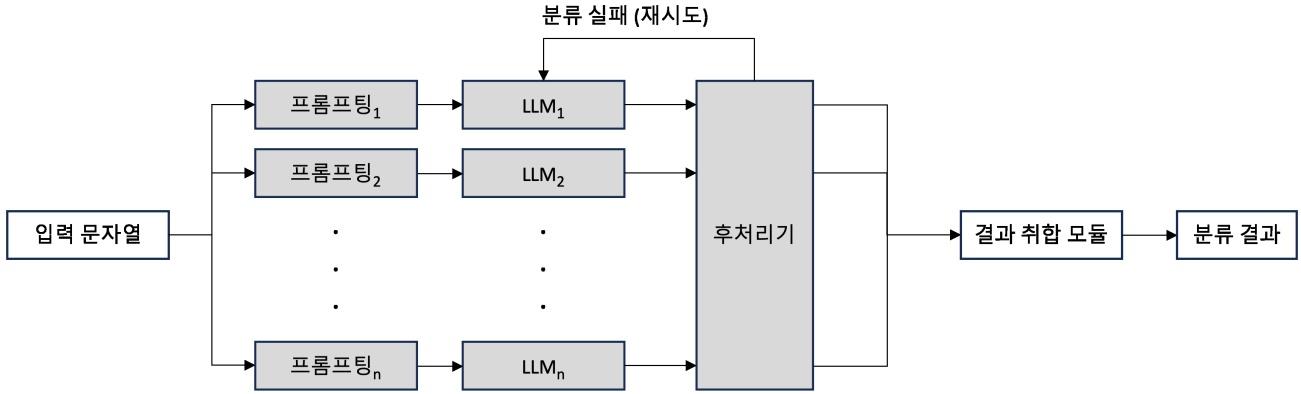 분류 실패 (재시도)
프롬프팅1
LLM1
프롬프팅2
LLM2
입력 문자열
후처리기
결과 취합 모듈
분류 결과
프롬프팅n
LLMn